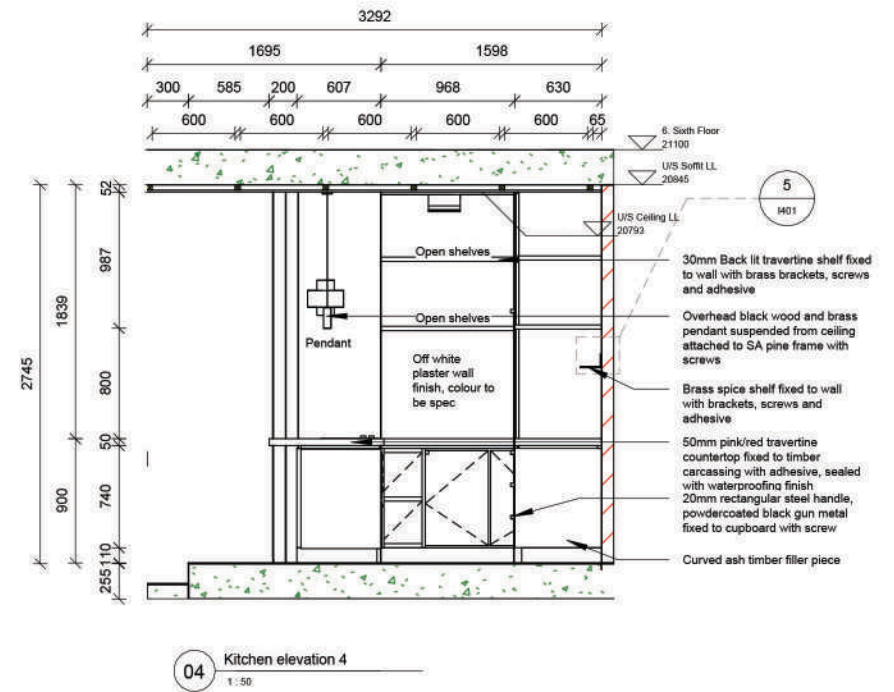 3292
1695
1598
300
585
200
607
968
630
600
600
600
600
600
65
6. Sixth Floor
21100
U/S Soffit LL
20845
5
I401
U/S Ceiling LL
20793
52
987
1839
2745
800
50
900
740
110
255
Open shelves
Open shelves
Pendant
Off white
plaster wall
finish, colour to
be spec
30mm Back lit travertine shelf fixed
to wall with brass brackets, screws
and adhesive
Overhead black wood and brass
pendant suspended from ceiling
attached to SA pine frame with
screws
Brass spice shelf fixed to wall
with brackets, screws and
adhesive
50mm pink/red travertine
countertop fixed to timber
carcassing with adhesive, sealed
with waterproofing finish
20mm rectangular steel handle,
powdercoated black gun metal
fixed to cupboard with screw
Curved ash timber filler piece
04
Kitchen elevation 4
1 : 50